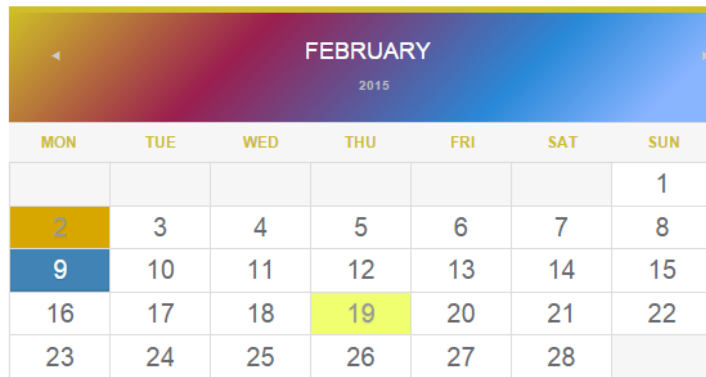 FEBRUARY
2015
MON TUE WED THU FRI SAT SUN
1
2 3 4 5 6 7 8
9 10 11 12 13 14 15
16 17 18 19 20 21 22
23 24 25 26 27 28